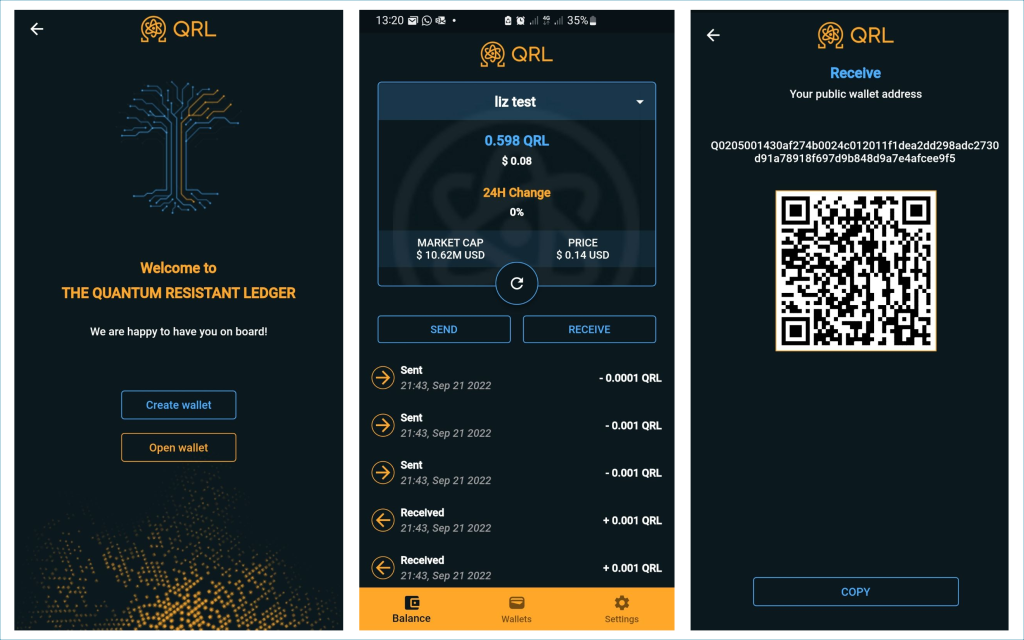 QRL
Welcome to
THE QUANTUM RESISTANT LEDGER
We are happy to have you on board!
Create wallet
Open wallet
13:20
4G
35%
QRL
liz test
0.598 QRL
$ 0.08
24H Change
0%
MARKET CAP
$ 10.62M USD
PRICE
$ 0.14 USD
SEND
RECEIVE
Sent
21:43, Sep 21 2022
- 0.0001 QRL
Sent
21:43, Sep 21 2022
- 0.001 QRL
Sent
21:43, Sep 21 2022
- 0.001 QRL
Received
21:43, Sep 21 2022
+ 0.001 QRL
Received
21:43, Sep 21 2022
+ 0.001 QRL
Balance
Wallets
Settings
QRL
Receive
Your public wallet address
Q0205001430af274b0024c012011f1dea2dd298adc2730
d91a78918f697d9b848d9a7e4afcee9f5
COPY